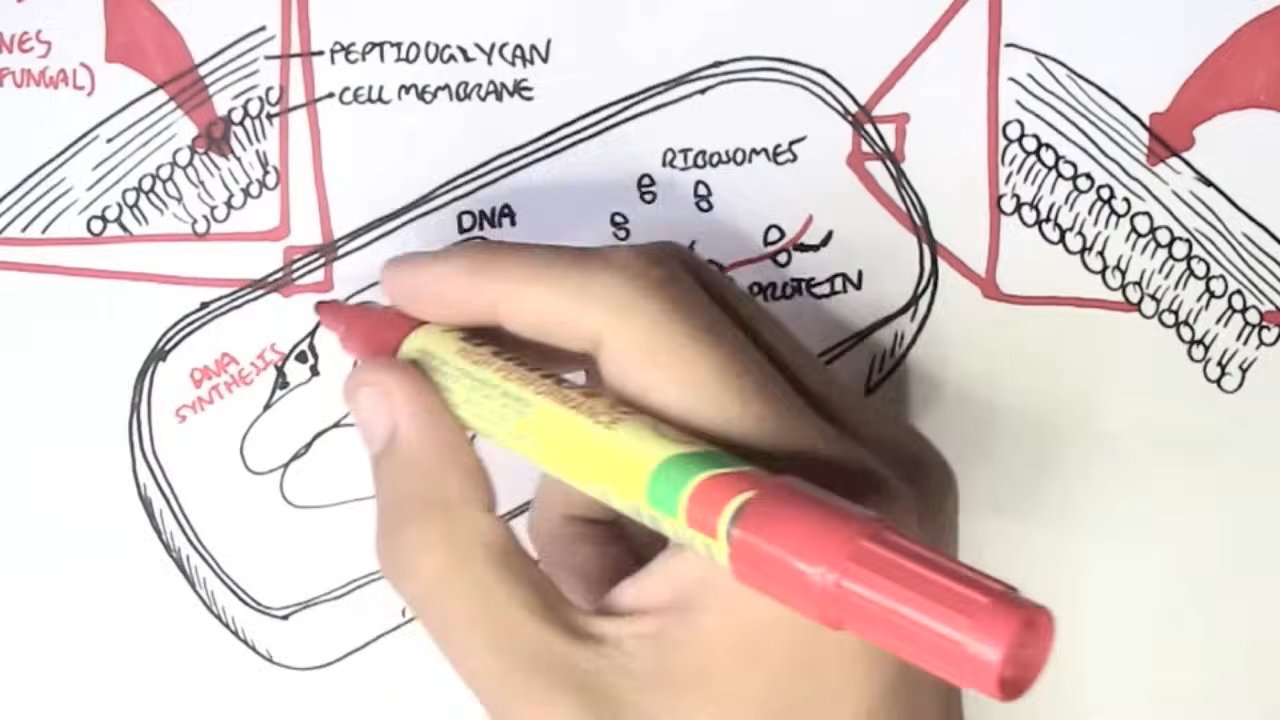 NES
FUNGAL)
PEPTIDOGLYCAN
CELL MEMBRANE
RIBOSOMES
DNA
PROTEIN
DNA
SYNTHESIS